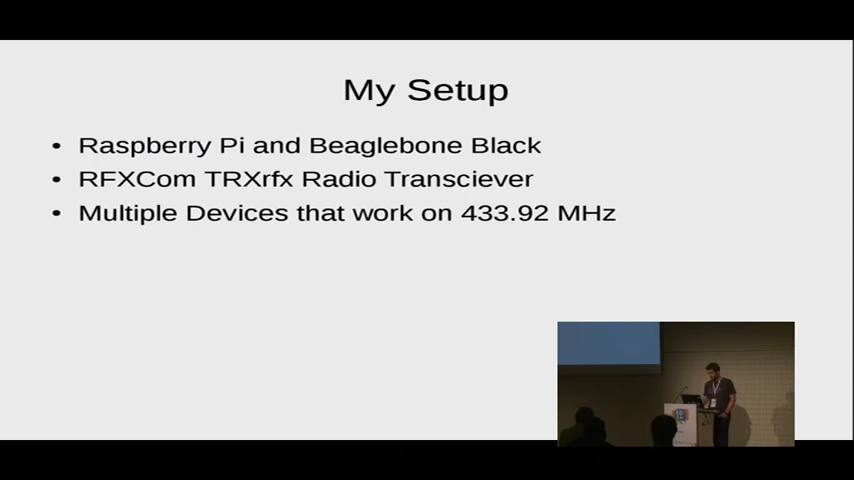 My Setup
• Raspberry Pi and Beaglebone Black
• RFXCom TRXrfx Radio Transciever
• Multiple Devices that work on 433.92 MHz